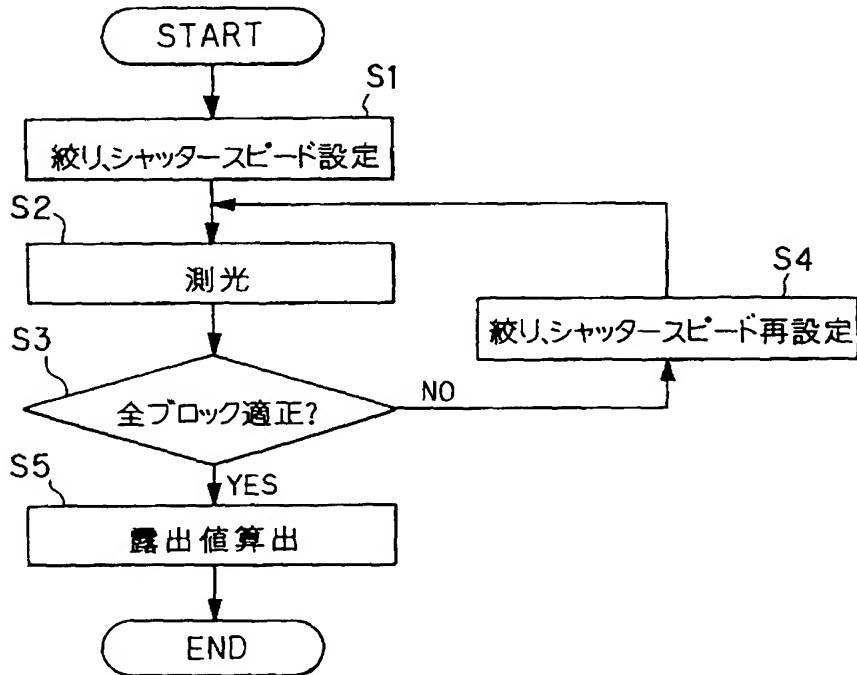 START
S1
絞り、シャッタースピード設定
S2
測光
S4
絞り、シャッタースピード再設定
S3
全ブロック適正?
NO
YES
S5
露出値算出
END